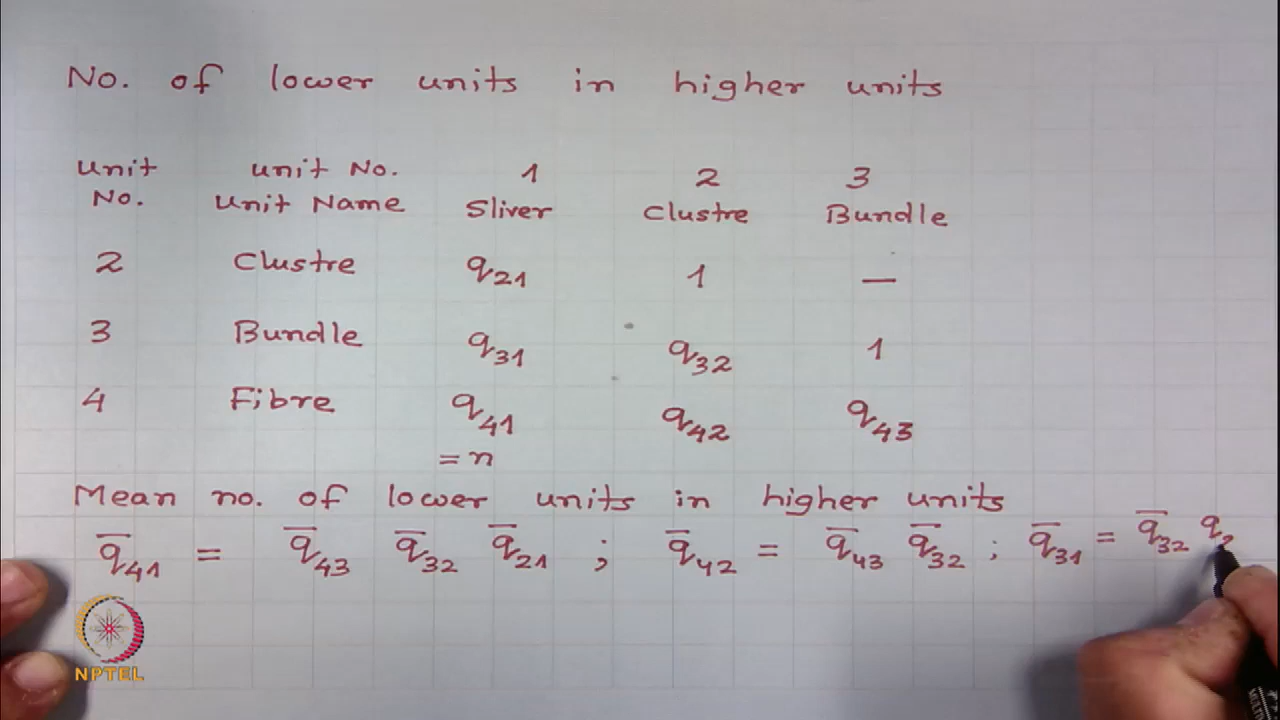 No. of lower units in higher units
Unit unit No. 1 2 3
No. Unit Name Sliver Clustre Bundle
2 Clustre q21 1 —
3 Bundle q31 q32 1
4 Fibre q41 q42 q43
= n
Mean no. of lower units in higher units
q̅41 = q̅43 q̅32 q̅21 ; q̅42 = q̅43 q̅32 ; q̅31 = q̅32 q2
NPTEL